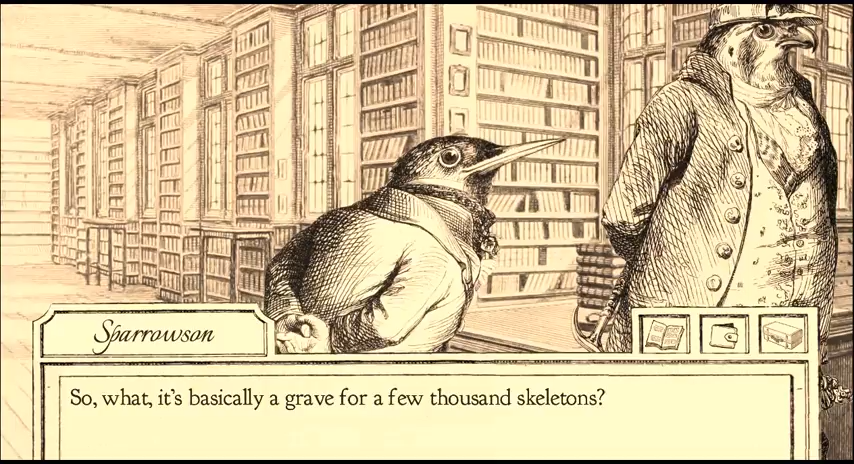 Sparrowson
So, what, it's basically a grave for a few thousand skeletons?